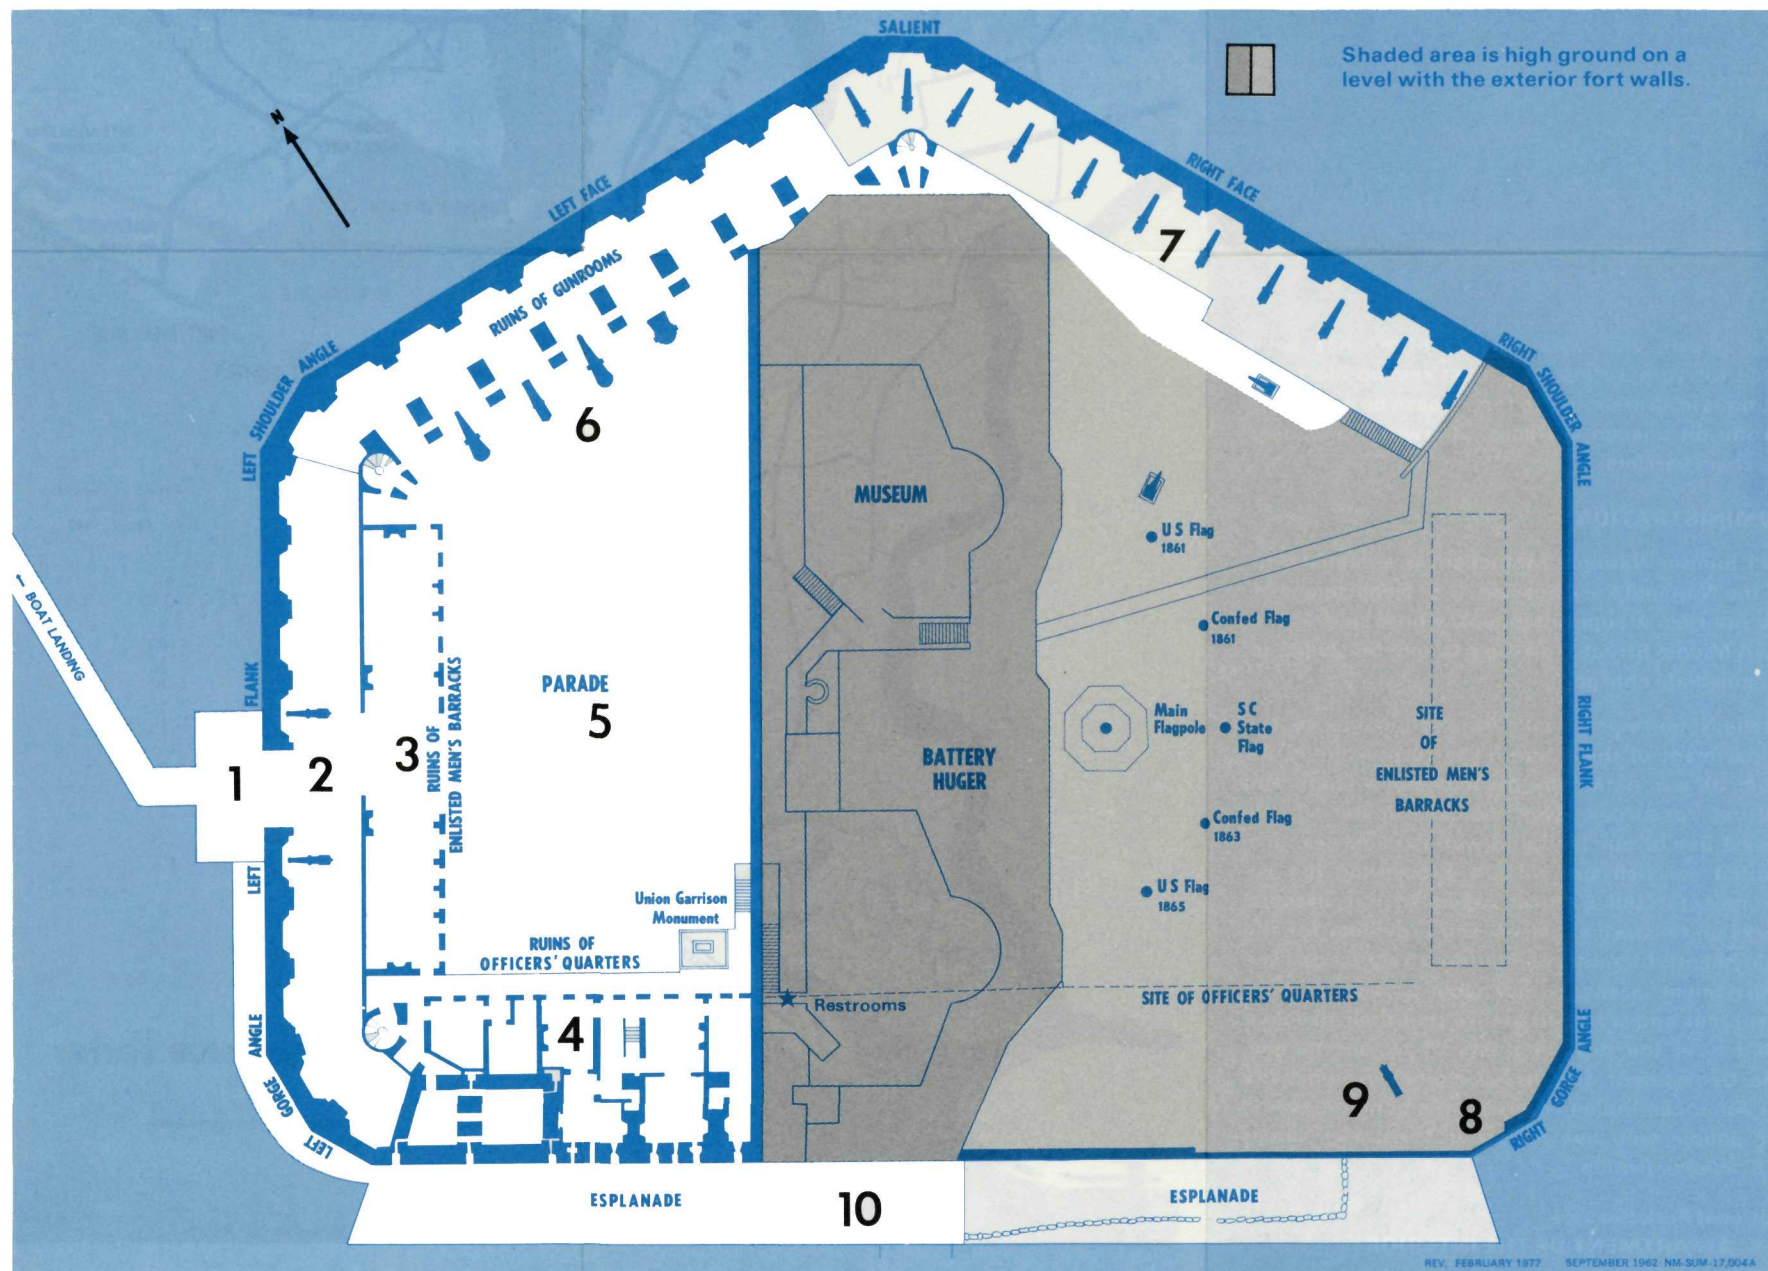 SALIENT
Shaded area is high ground on a
level with the exterior fort walls.
N
LEFT FACE
RIGHT FACE
RUINS OF GUNROOMS
7
LEFT SHOULDER ANGLE
RIGHT SHOULDER ANGLE
6
MUSEUM
U S Flag
1861
← BOAT LANDING
Confed Flag
1861
LEFT FLANK
RUINS OF
ENLISTED MEN'S BARRACKS
PARADE
5
Main
Flagpole
S C
State
Flag
SITE
OF
ENLISTED MEN'S
BARRACKS
RIGHT FLANK
1
2
3
BATTERY
HUGER
Confed Flag
1863
U S Flag
1865
Union Garrison
Monument
RUINS OF
OFFICERS' QUARTERS
Restrooms
SITE OF OFFICERS' QUARTERS
4
LEFT GORGE ANGLE
9
8
RIGHT GORGE ANGLE
ESPLANADE
10
ESPLANADE
REV. FEBRUARY 1977 SEPTEMBER 1962 NM-SUM-17,004A